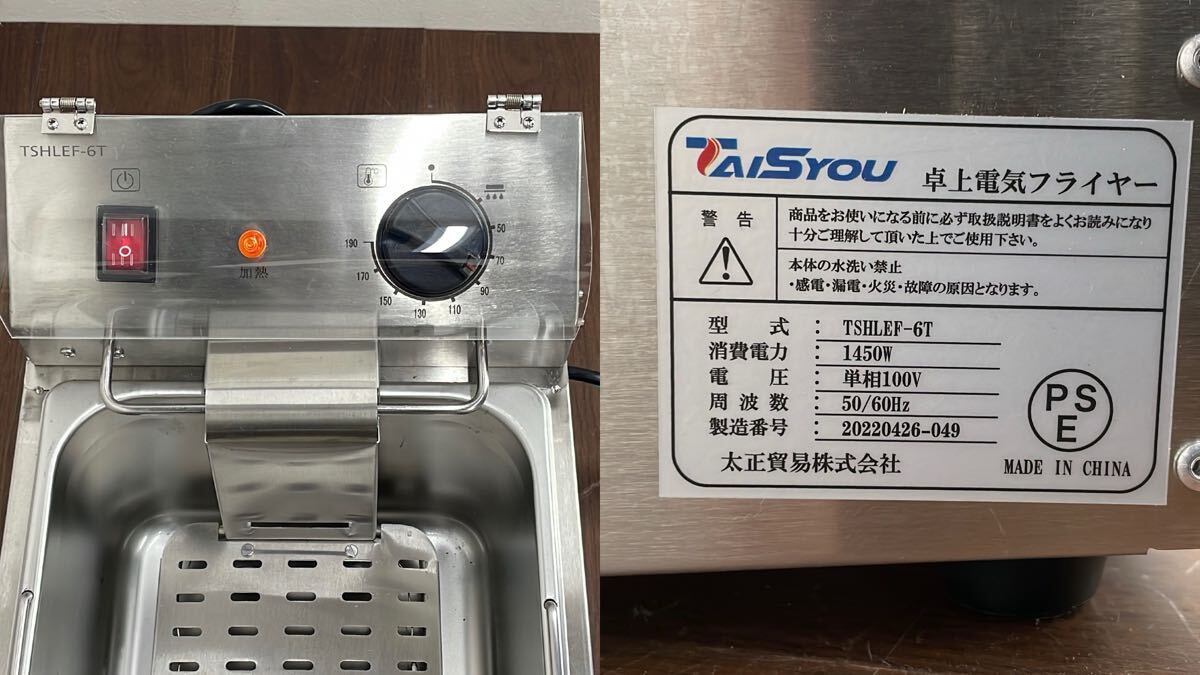 TSHLEF-6T
加熱
50
70
90
110
130
150
170
190
TAISYOU 卓上電気フライヤー
警告
商品をお使いになる前に必ず取扱説明書をよくお読みになり
十分ご理解して頂いた上でご使用下さい。
本体の水洗い禁止
・感電・漏電・火災・故障の原因となります。
型式 : TSHLEF-6T
消費電力 : 1450W
電圧 : 単相100V
周波数 : 50/60Hz
製造番号 : 20220426-049
PSE
太正貿易株式会社
MADE IN CHINA